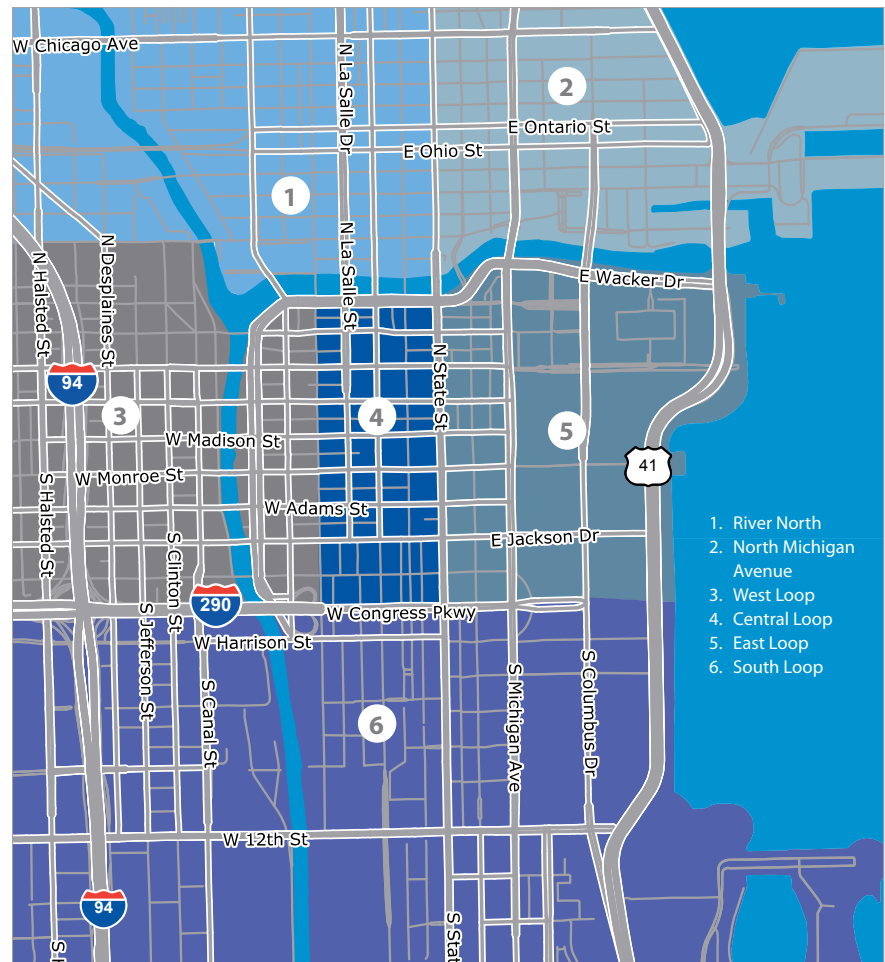 W Chicago Ave
N La Salle Dr
2
E Ontario St
E Ohio St
1
N La Salle St
N Halsted St
N Desplaines St
E Wacker Dr
94
N State St
3
4
5
W Madison St
41
W Monroe St
S Halsted St
W Adams St
E Jackson Dr
S Clinton St
1. River North
2. North Michigan
Avenue
3. West Loop
4. Central Loop
5. East Loop
6. South Loop
290
W Congress Pkwy
S Jefferson St
W Harrison St
S Canal St
S Michigan Ave
S Columbus Dr
6
W 12th St
94
S Stat
S H